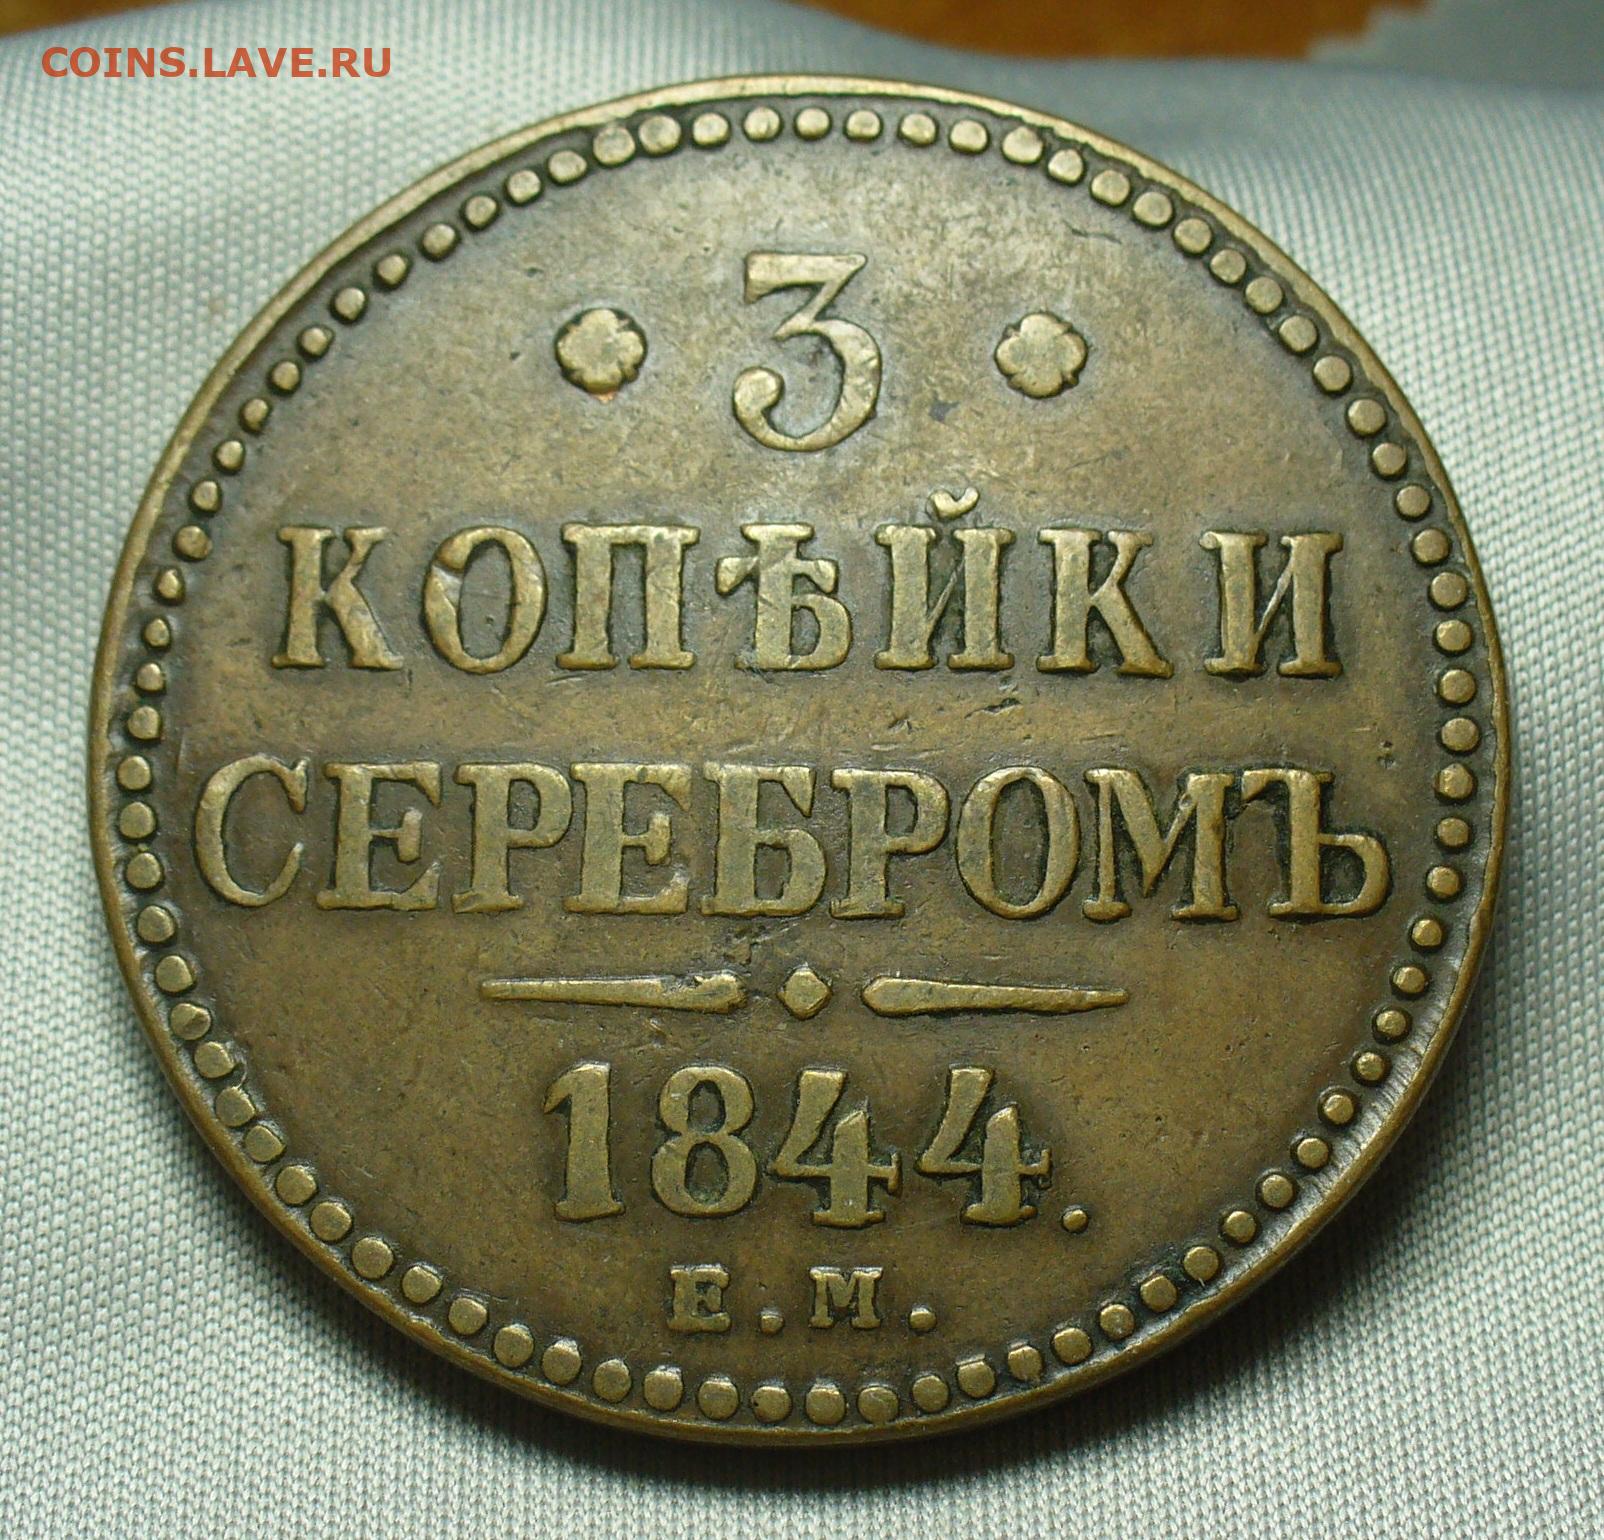 COINS.LAVE.RU
3
КОПѢЙКИ
СЕРЕБРОМЪ
1844.
Е.М.